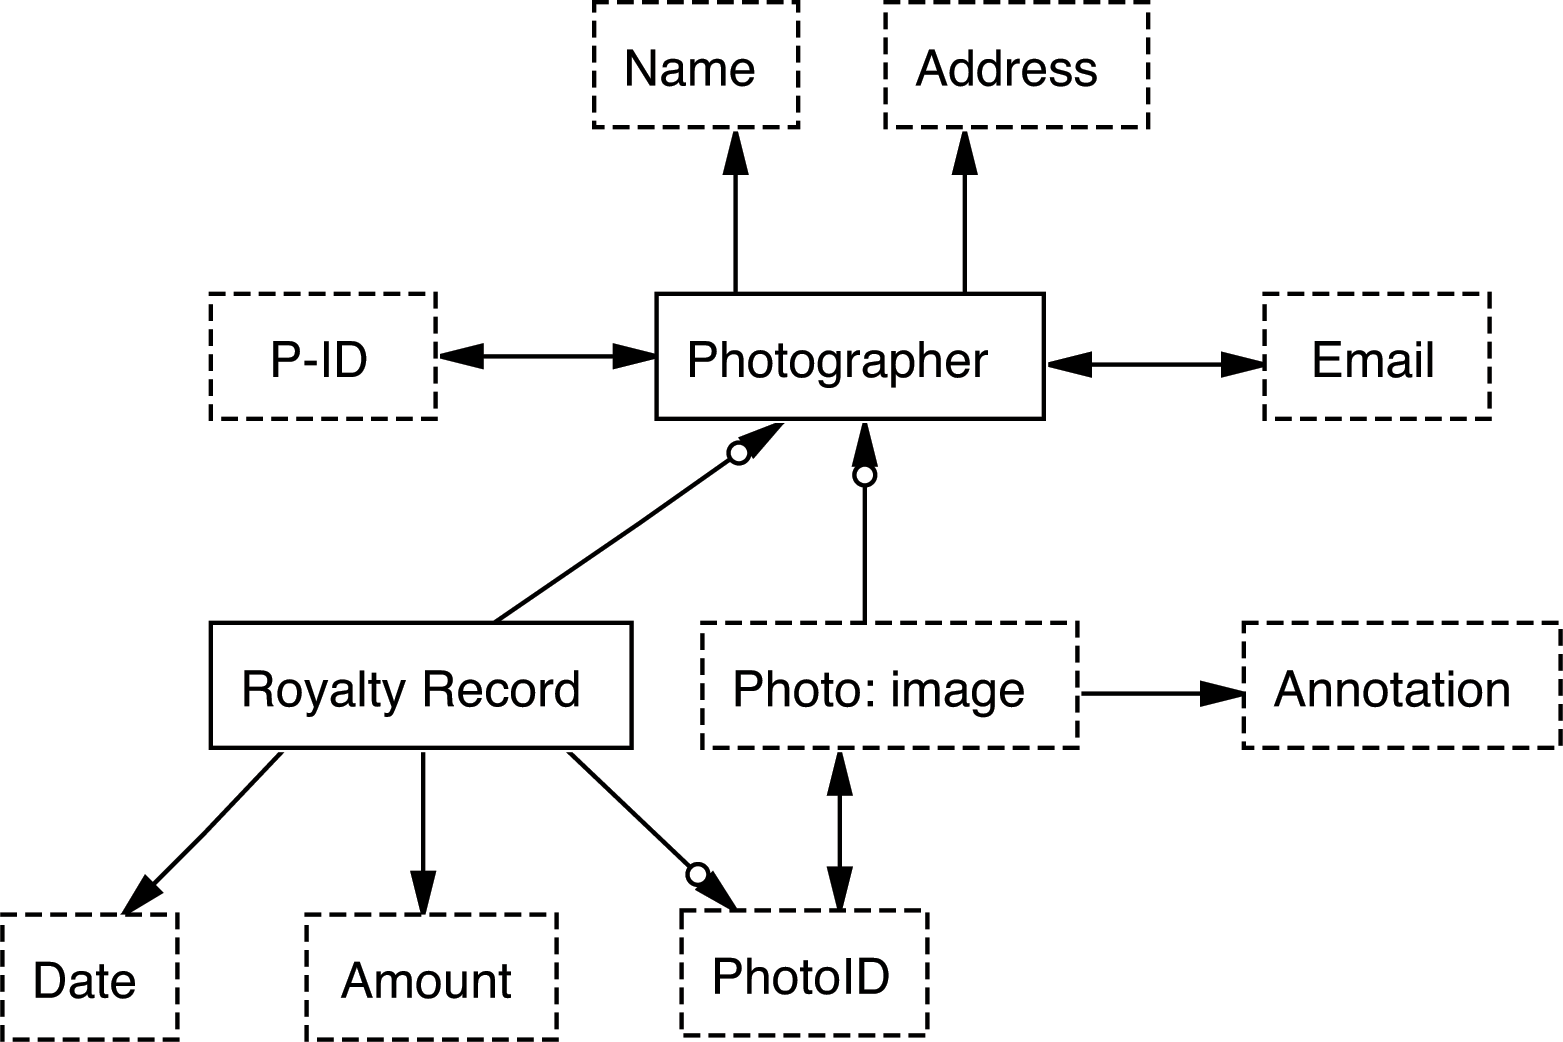 Name
Address
P-ID
Photographer
Email
Royalty Record
Photo: image
Annotation
Date
Amount
PhotoID